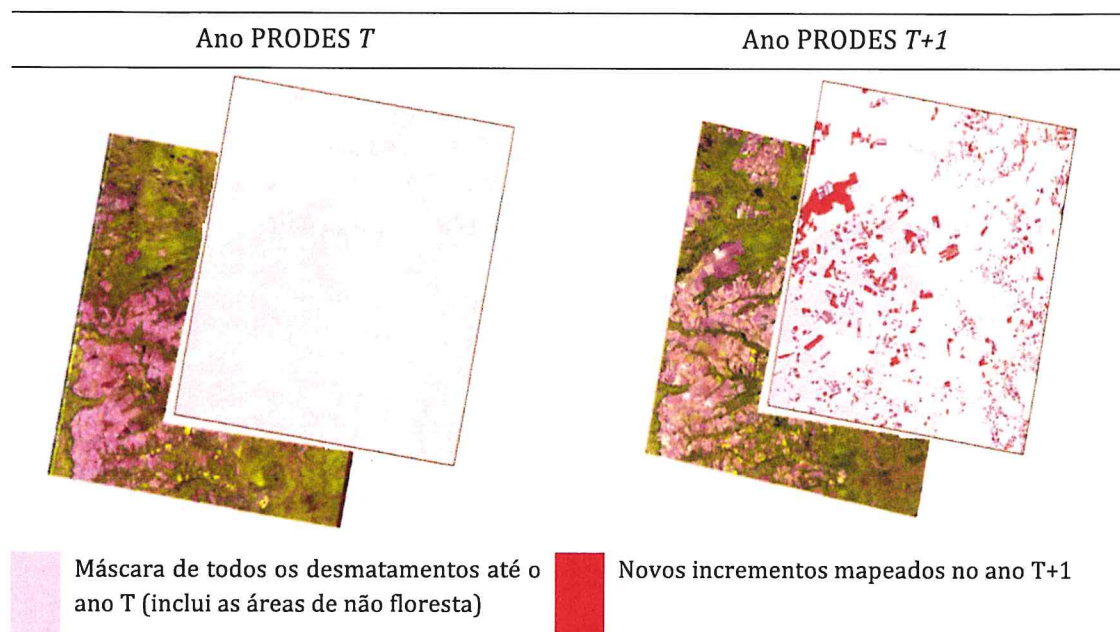 Ano PRODES T
Ano PRODES T+1
Máscara de todos os desmatamentos até o
ano T (inclui as áreas de não floresta)
Novos incrementos mapeados no ano T+1